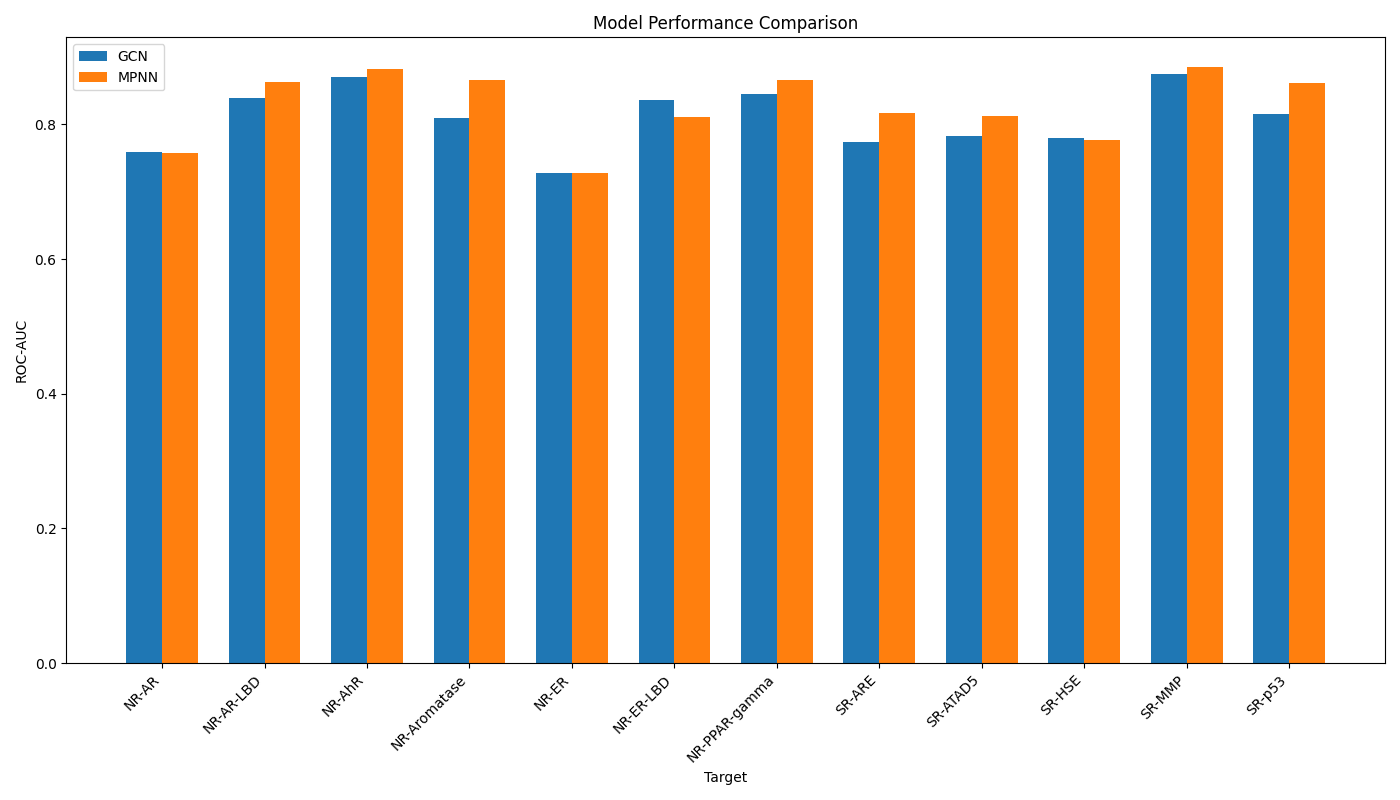 Model Performance Comparison
GCN
MPNN
ROC-AUC
0.8
0.6
0.4
0.2
0.0
NR-AR
NR-AR-LBD
NR-AhR
NR-Aromatase
NR-ER
NR-ER-LBD
NR-PPAR-gamma
SR-ARE
SR-ATAD5
SR-HSE
SR-MMP
SR-p53
Target